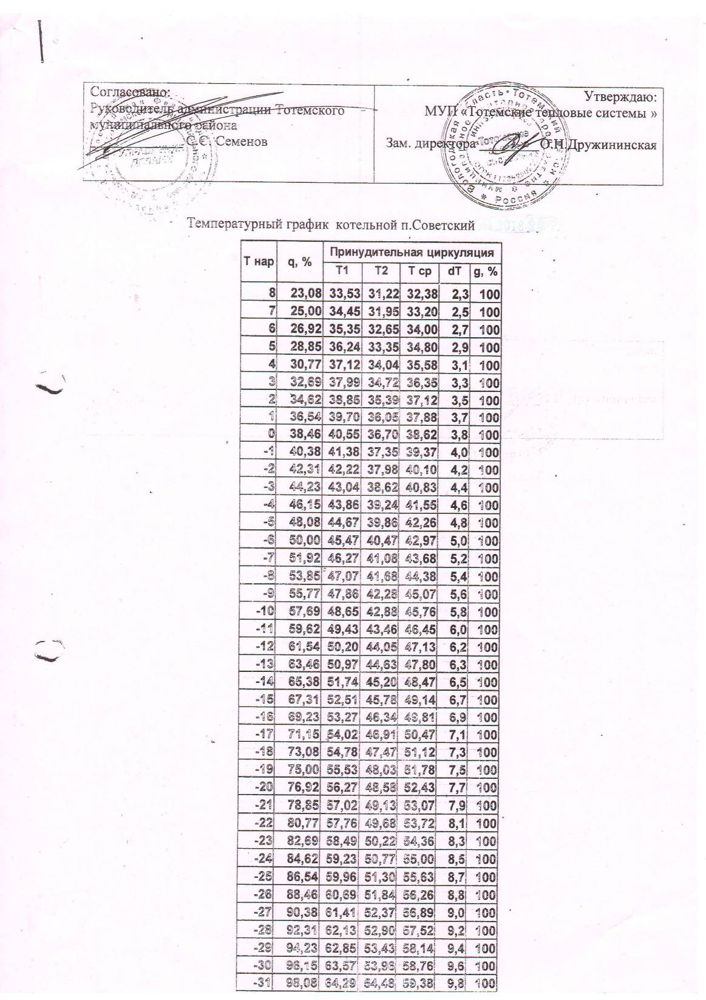 Согласовано:
Руководитель администрации Тотемского
муниципального района
С.Є. Семенов
Утверждаю:
МУП «Тотемские тепловые системы »
Зам. директора О.Н.Дружининская
Вологодская область * Тотемский район * Россия *
Температурный график котельной п.Советский
Т нар q, % Принудительная циркуляция
Т1 Т2 Т ср dT g, %
8 23,08 33,53 31,22 32,38 2,3 100
7 25,00 34,45 31,95 33,20 2,5 100
6 26,92 35,35 32,65 34,00 2,7 100
5 28,85 36,24 33,35 34,80 2,9 100
4 30,77 37,12 34,04 35,58 3,1 100
3 32,69 37,99 34,72 36,35 3,3 100
2 34,62 38,85 35,39 37,12 3,5 100
1 36,54 39,70 36,05 37,88 3,7 100
0 38,46 40,55 36,70 38,62 3,8 100
-1 40,38 41,38 37,35 39,37 4,0 100
-2 42,31 42,22 37,98 40,10 4,2 100
-3 44,23 43,04 38,62 40,83 4,4 100
-4 46,15 43,86 39,24 41,55 4,6 100
-5 48,08 44,67 39,86 42,26 4,8 100
-6 50,00 45,47 40,47 42,97 5,0 100
-7 51,92 46,27 41,08 43,68 5,2 100
-8 53,85 47,07 41,68 44,38 5,4 100
-9 55,77 47,86 42,28 45,07 5,6 100
-10 57,69 48,65 42,88 45,76 5,8 100
-11 59,62 49,43 43,46 46,45 6,0 100
-12 61,54 50,20 44,05 47,13 6,2 100
-13 63,46 50,97 44,63 47,80 6,3 100
-14 65,38 51,74 45,20 48,47 6,5 100
-15 67,31 52,51 45,78 49,14 6,7 100
-16 69,23 53,27 46,34 49,81 6,9 100
-17 71,15 54,02 46,91 50,47 7,1 100
-18 73,08 54,78 47,47 51,12 7,3 100
-19 75,00 55,53 48,03 51,78 7,5 100
-20 76,92 56,27 48,58 52,43 7,7 100
-21 78,85 57,02 49,13 53,07 7,9 100
-22 80,77 57,76 49,68 53,72 8,1 100
-23 82,69 58,49 50,22 54,36 8,3 100
-24 84,62 59,23 50,77 55,00 8,5 100
-25 86,54 59,96 51,30 55,63 8,7 100
-26 88,46 60,69 51,84 56,26 8,8 100
-27 90,38 61,41 52,37 56,89 9,0 100
-28 92,31 62,13 52,90 57,52 9,2 100
-29 94,23 62,85 53,43 58,14 9,4 100
-30 96,15 63,57 53,96 58,76 9,6 100
-31 98,08 64,29 54,48 59,38 9,8 100